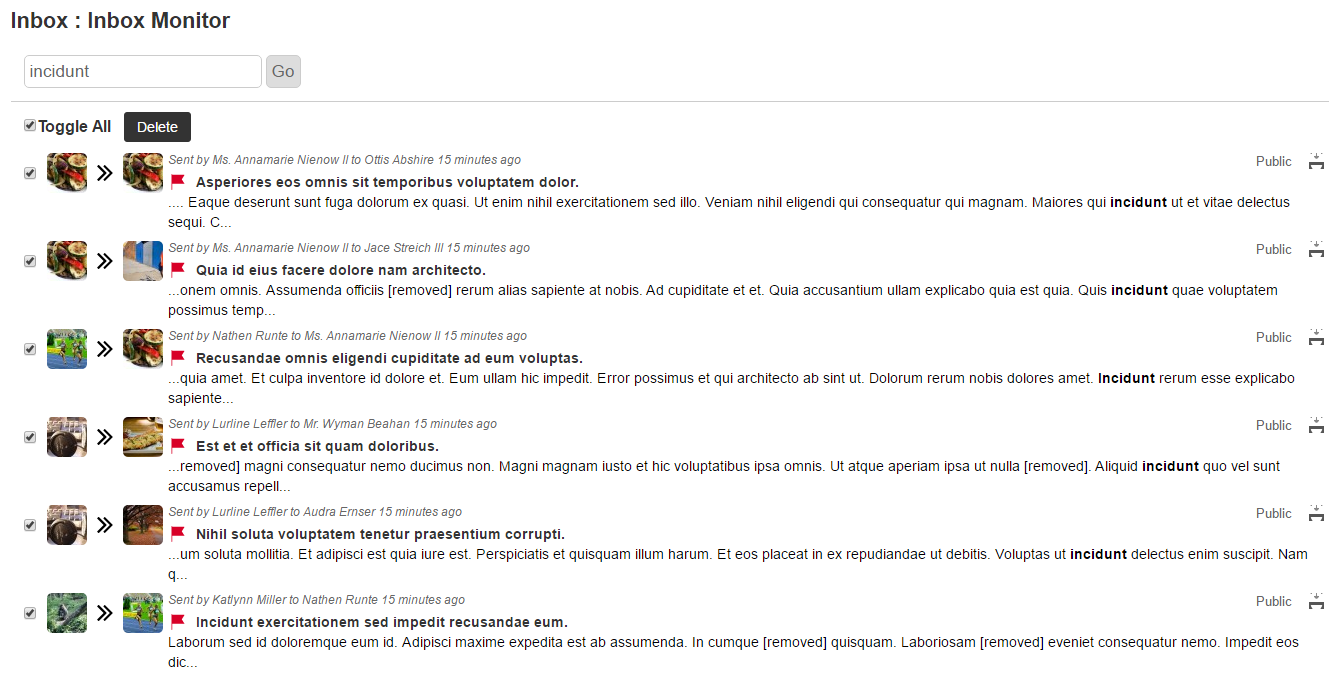 Inbox : Inbox Monitor
incidunt Go
Toggle All Delete
Sent by Ms. Annamarie Nienow II to Ottis Abshire 15 minutes ago Public
Asperiores eos omnis sit temporibus voluptatem dolor.
.... Eaque deserunt sunt fuga dolorum ex quasi. Ut enim nihil exercitationem sed illo. Veniam nihil eligendi qui consequatur qui magnam. Maiores qui incidunt ut et vitae delectus
sequi. C...
Sent by Ms. Annamarie Nienow II to Jace Streich III 15 minutes ago Public
Quia id eius facere dolore nam architecto.
...onem omnis. Assumenda officiis [removed] rerum alias sapiente at nobis. Ad cupiditate et et. Quia accusantium ullam explicabo quia est quia. Quis incidunt quae voluptatem
possimus temp...
Sent by Nathen Runte to Ms. Annamarie Nienow II 15 minutes ago Public
Recusandae omnis eligendi cupiditate ad eum voluptas.
...quia amet. Et culpa inventore id dolore et. Eum ullam hic impedit. Error possimus et qui architecto ab sint ut. Dolorum rerum nobis dolores amet. Incidunt rerum esse explicabo
sapiente...
Sent by Lurline Leffler to Mr. Wyman Beahan 15 minutes ago Public
Est et et officia sit quam doloribus.
...removed] magni consequatur nemo ducimus non. Magni magnam iusto et hic voluptatibus ipsa omnis. Ut atque aperiam ipsa ut nulla [removed]. Aliquid incidunt quo vel sunt
accusamus repell...
Sent by Lurline Leffler to Audra Ernser 15 minutes ago Public
Nihil soluta voluptatem tenetur praesentium corrupti.
...um soluta mollitia. Et adipisci est quia iure est. Perspiciatis et quisquam illum harum. Et eos placeat in ex repudiandae ut debitis. Voluptas ut incidunt delectus enim suscipit. Nam
q...
Sent by Katlynn Miller to Nathen Runte 15 minutes ago Public
Incidunt exercitationem sed impedit recusandae eum.
Laborum sed id doloremque eum id. Adipisci maxime expedita est ab assumenda. In cumque [removed] quisquam. Laboriosam [removed] eveniet consequatur nemo. Impedit eos
dic...